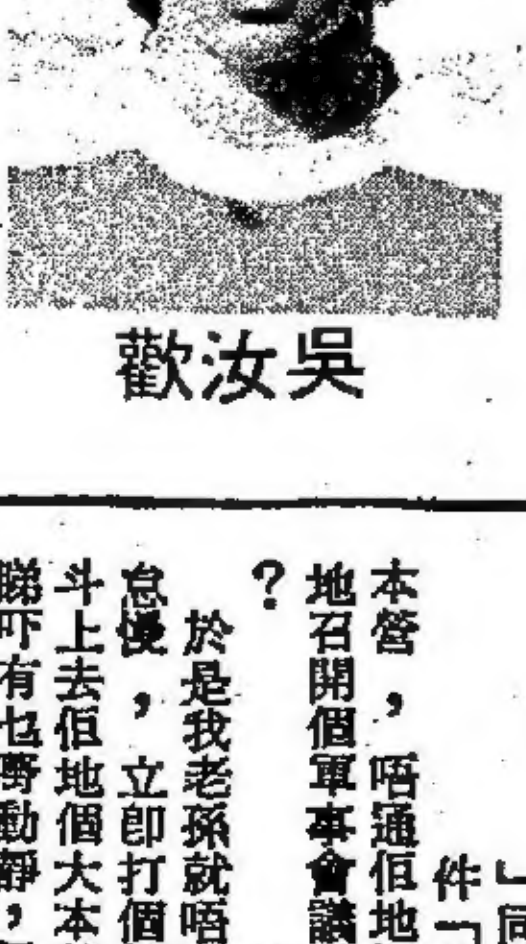 吳汝歡
」同
件「
本營，唔通佢地
地召開個軍事會議
？
於是我老孫就唔
怠慢，立即打個
斗上去佢地個大本
睇吓有乜嘢動靜，